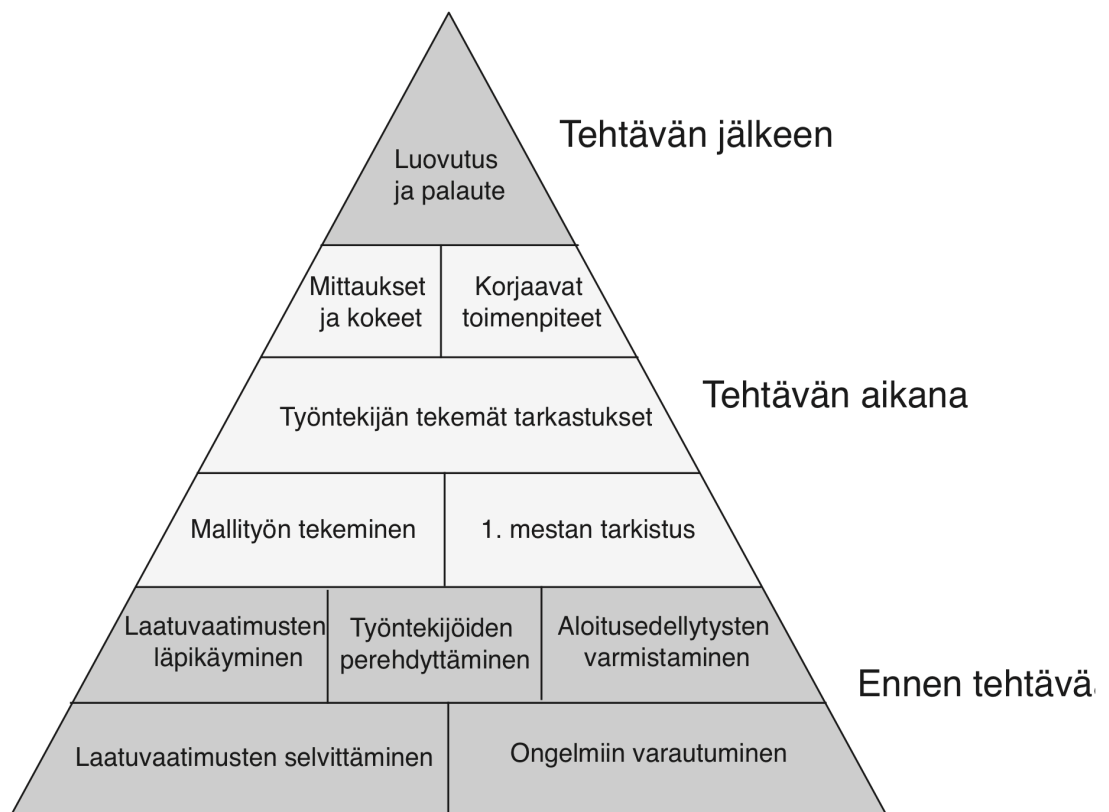 Tehtävän jälkeen
Luovutus
ja palaute
Mittaukset
ja kokeet
Korjaavat
toimenpiteet
Tehtävän aikana
Työntekijän tekemät tarkastukset
Mallityön tekeminen
1. mestan tarkistus
Laatuvaatimusten
läpikäyminen
Työntekijöiden
perehdyttäminen
Aloitusedellytysten
varmistaminen
Ennen
Laatuvaatimusten selvittäminen
Ongelmiin varautuminen